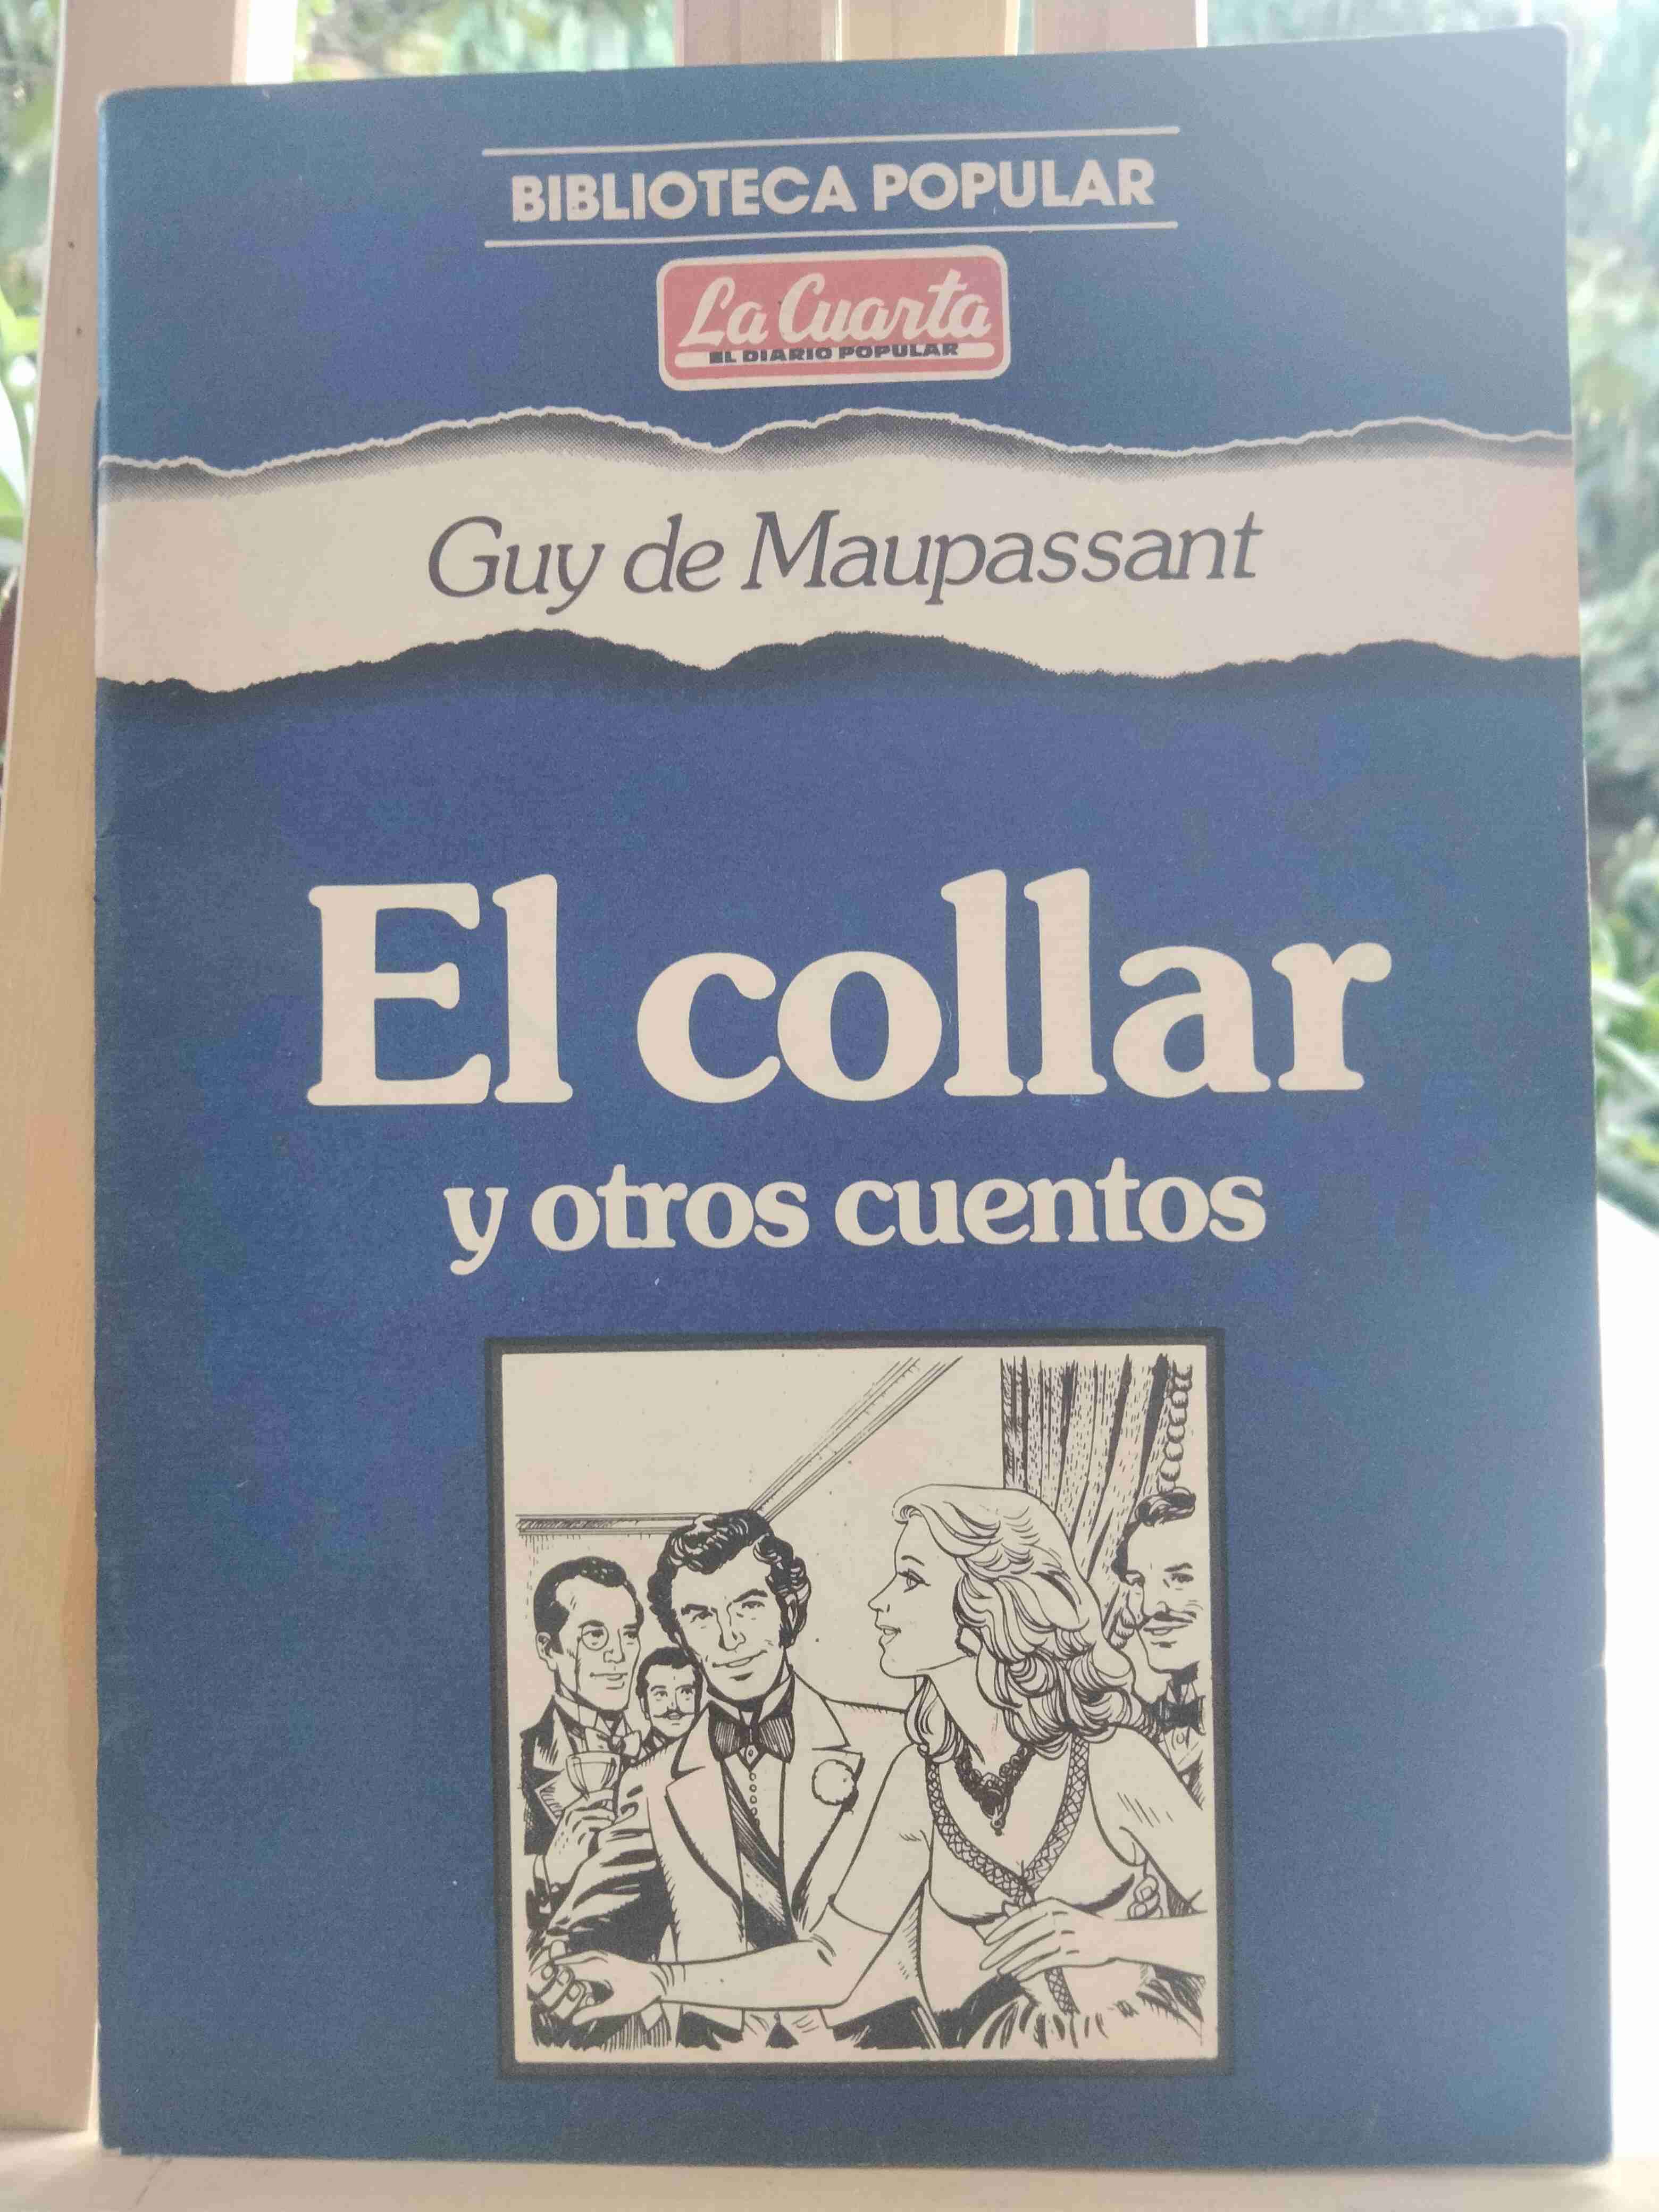 BIBLIOTECA POPULAR
La Cuarta
EL DIARIO POPULAR
Guy de Maupassant
El collar
y otros cuentos